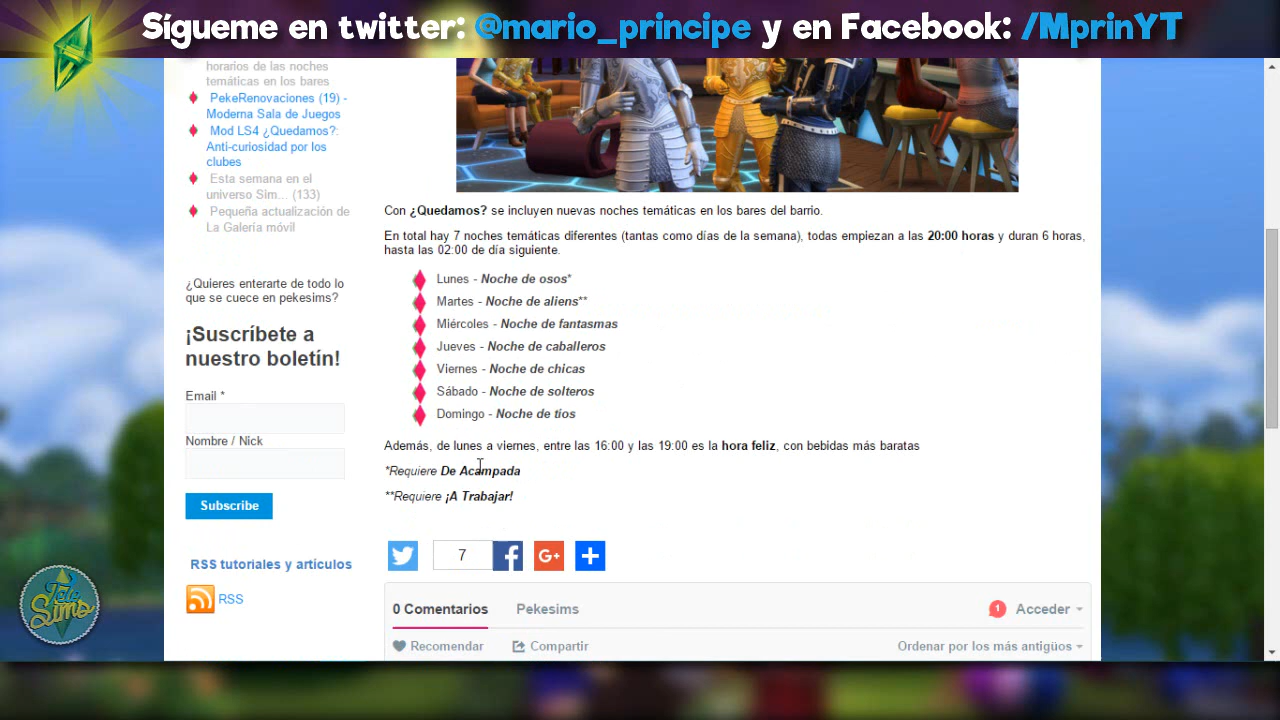 Sígueme en twitter: @mario_principe y en Facebook: /MprinYT
horarios de las noches
temáticas en los bares
PekeRenovaciones (19) -
Moderna Sala de Juegos
Mod LS4 ¿Quedamos?:
Anti-curiosidad por los
clubes
Esta semana en el
universo Sim... (133)
Pequeña actualización de
La Galería móvil
¿Quieres enterarte de todo lo
que se cuece en pekesims?
¡Suscríbete a
nuestro boletín!
Email *
Nombre / Nick
Subscribe
RSS tutoriales y artículos
RSS
Con ¿Quedamos? se incluyen nuevas noches temáticas en los bares del barrio.
En total hay 7 noches temáticas diferentes (tantas como días de la semana), todas empiezan a las 20:00 horas y duran 6 horas,
hasta las 02:00 de día siguiente.
Lunes - Noche de osos*
Martes - Noche de aliens**
Miércoles - Noche de fantasmas
Jueves - Noche de caballeros
Viernes - Noche de chicas
Sábado - Noche de solteros
Domingo - Noche de tíos
Además, de lunes a viernes, entre las 16:00 y las 19:00 es la hora feliz, con bebidas más baratas
*Requiere De Acampada
**Requiere ¡A Trabajar!
7
G+
0 Comentarios
Pekesims
1
Acceder
Recomendar
Compartir
Ordenar por los más antigüos
Tele
Sims